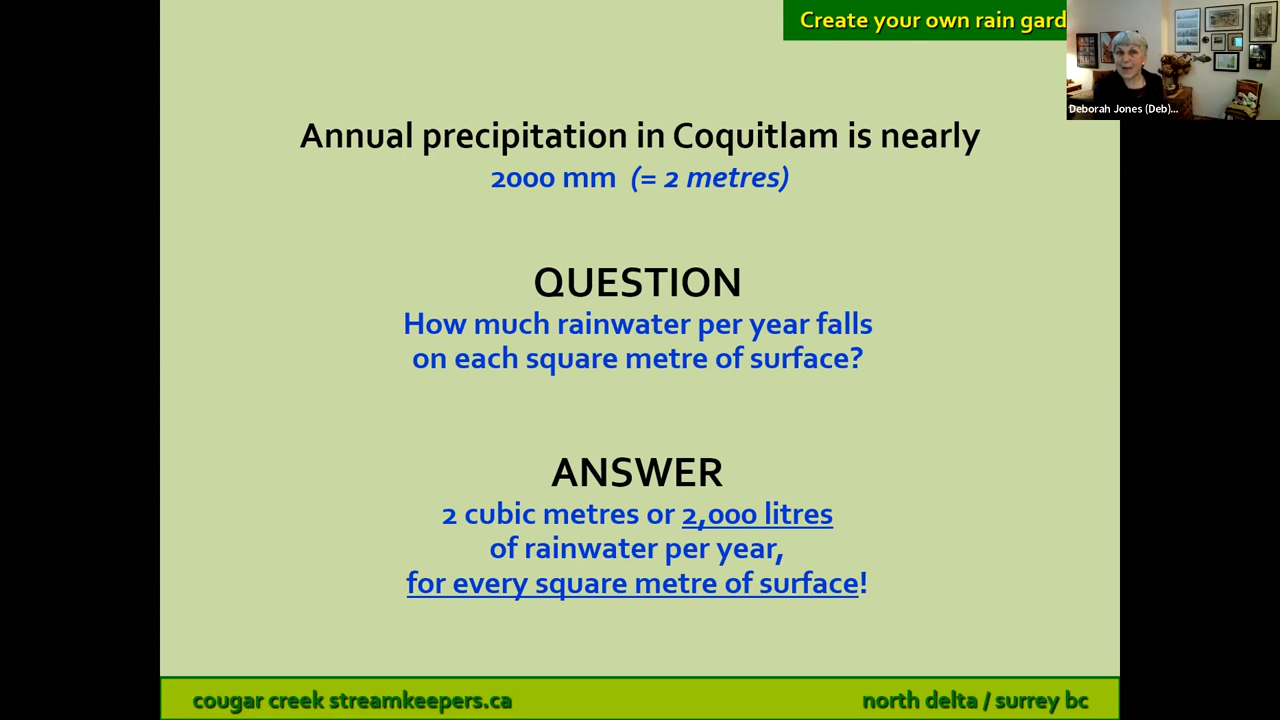 Create your own rain gard
Deborah Jones (Deb)...
Annual precipitation in Coquitlam is nearly
2000 mm (= 2 metres)
QUESTION
How much rainwater per year falls
on each square metre of surface?
ANSWER
2 cubic metres or 2,000 litres
of rainwater per year,
for every square metre of surface!
cougar creek streamkeepers.ca
north delta / surrey bc